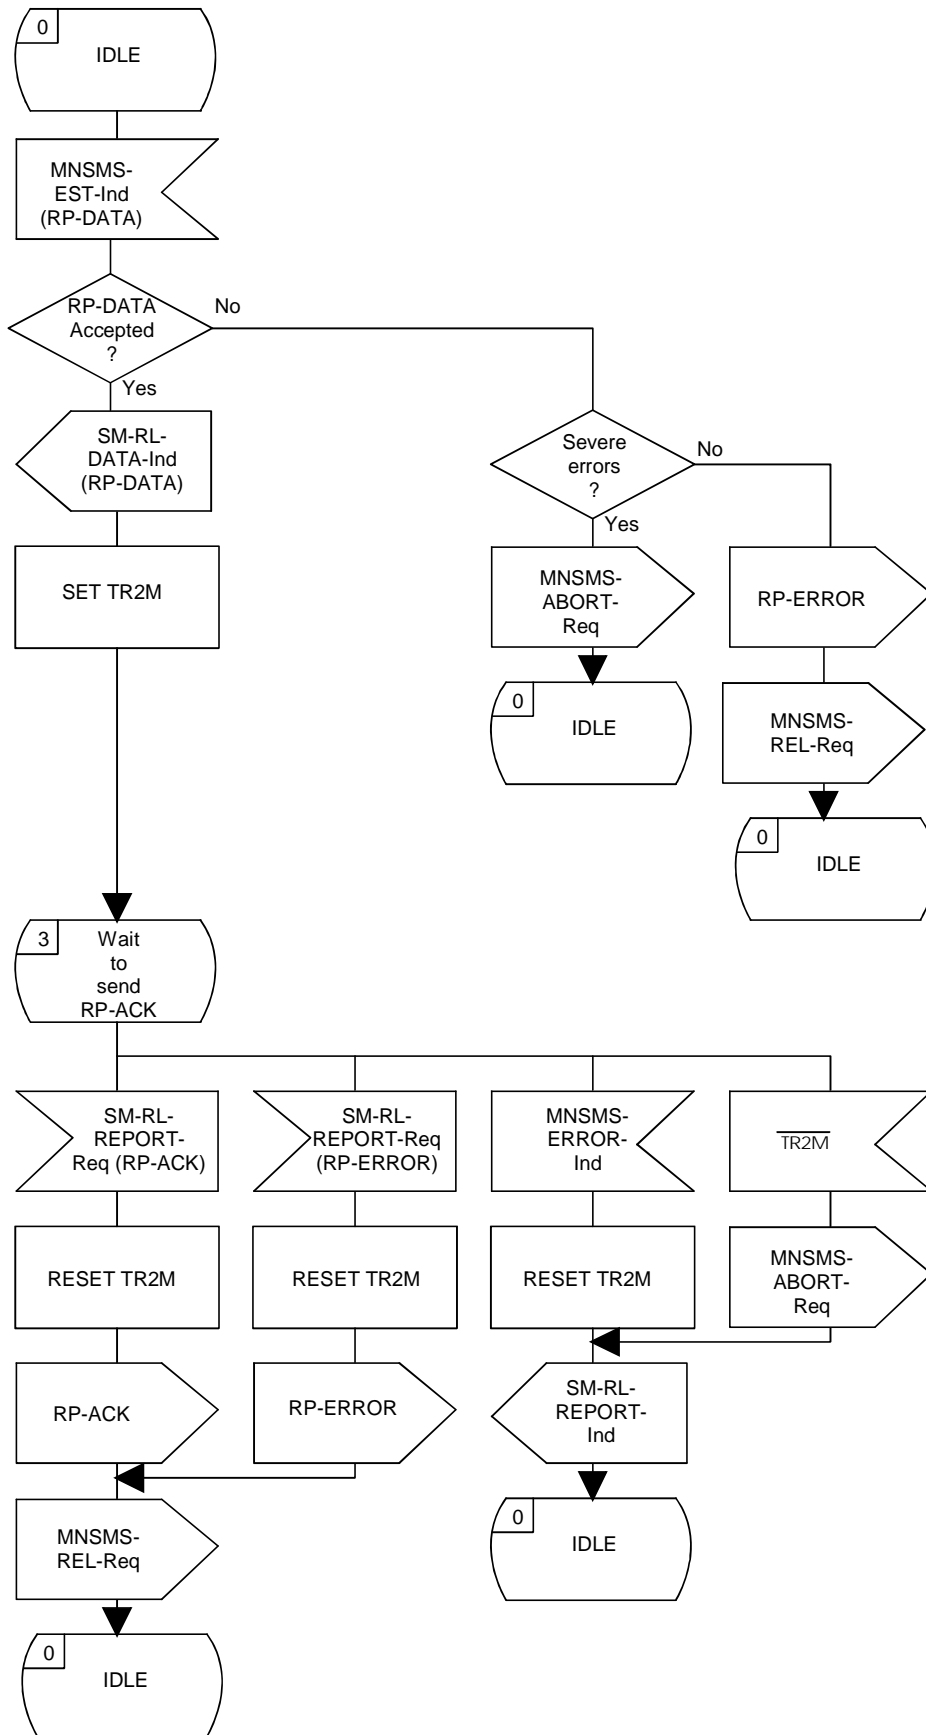 0
IDLE
MNSMS-
EST-Ind
(RP-DATA)
RP-DATA
Accepted
?
No
Yes
SM-RL-
DATA-Ind
(RP-DATA)
Severe
errors
?
No
Yes
SET TR2M
MNSMS-
ABORT-
Req
RP-ERROR
0
IDLE
MNSMS-
REL-Req
0
IDLE
3
Wait
to
send
RP-ACK
SM-RL-
REPORT-
Req (RP-ACK)
SM-RL-
REPORT-Req
(RP-ERROR)
MNSMS-
ERROR-
Ind
TR2M
RESET TR2M
RESET TR2M
RESET TR2M
MNSMS-
ABORT-
Req
RP-ACK
RP-ERROR
SM-RL-
REPORT-
Ind
MNSMS-
REL-Req
0
IDLE
0
IDLE